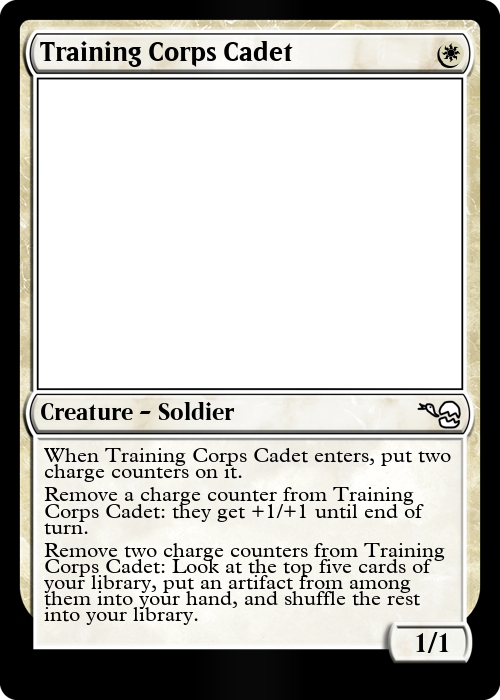 Training Corps Cadet
Creature – Soldier
When Training Corps Cadet enters, put two
charge counters on it.
Remove a charge counter from Training
Corps Cadet: they get +1/+1 until end of
turn.
Remove two charge counters from Training
Corps Cadet: Look at the top five cards of
your library, put an artifact from among
them into your hand, and shuffle the rest
into your library.
1/1